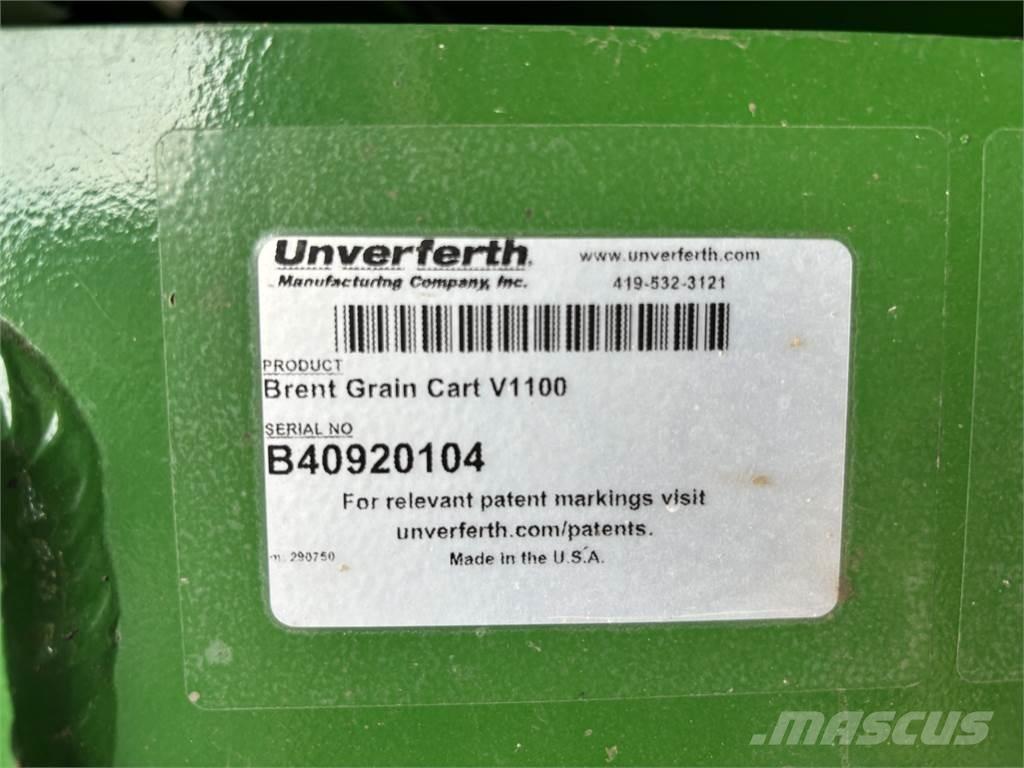 Unverferth
www.unverferth.com
Manufacturing Company, Inc.
419-532-3121
PRODUCT
Brent Grain Cart V1100
SERIAL NO
B40920104
For relevant patent markings visit
unverferth.com/patents.
290750
Made in the U.S.A.
MASCUS